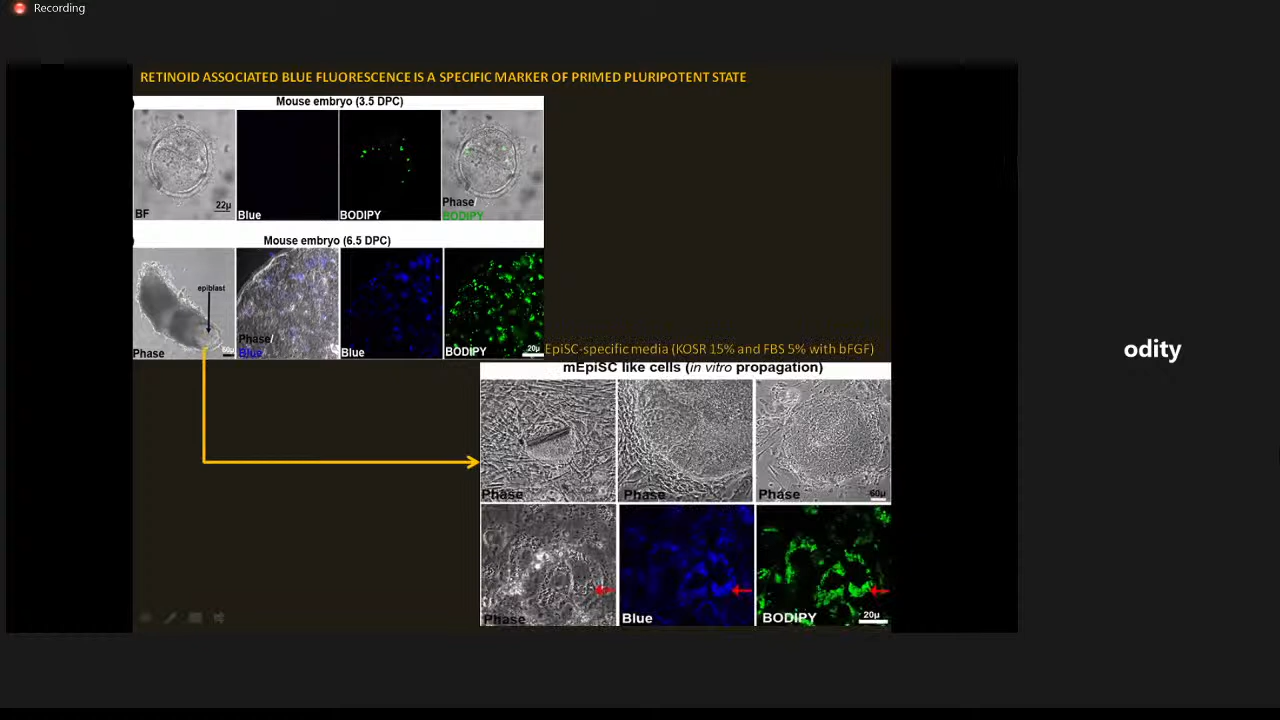 Recording
RETINOID ASSOCIATED BLUE FLUORESCENCE IS A SPECIFIC MARKER OF PRIMED PLURIPOTENT STATE
Mouse embryo (3.5 DPC)
BF
22µ
Blue
BODIPY
Phase/
BODIPY
Mouse embryo (6.5 DPC)
epiblast
Phase
60µ
Phase/
Blue
Blue
BODIPY
20µ
EpiSC-specific media (KOSR 15% and FBS 5% with bFGF)
mEpiSC like cells (in vitro propagation)
Phase
Phase
Phase
60µ
Phase
Blue
BODIPY
20µ
odity